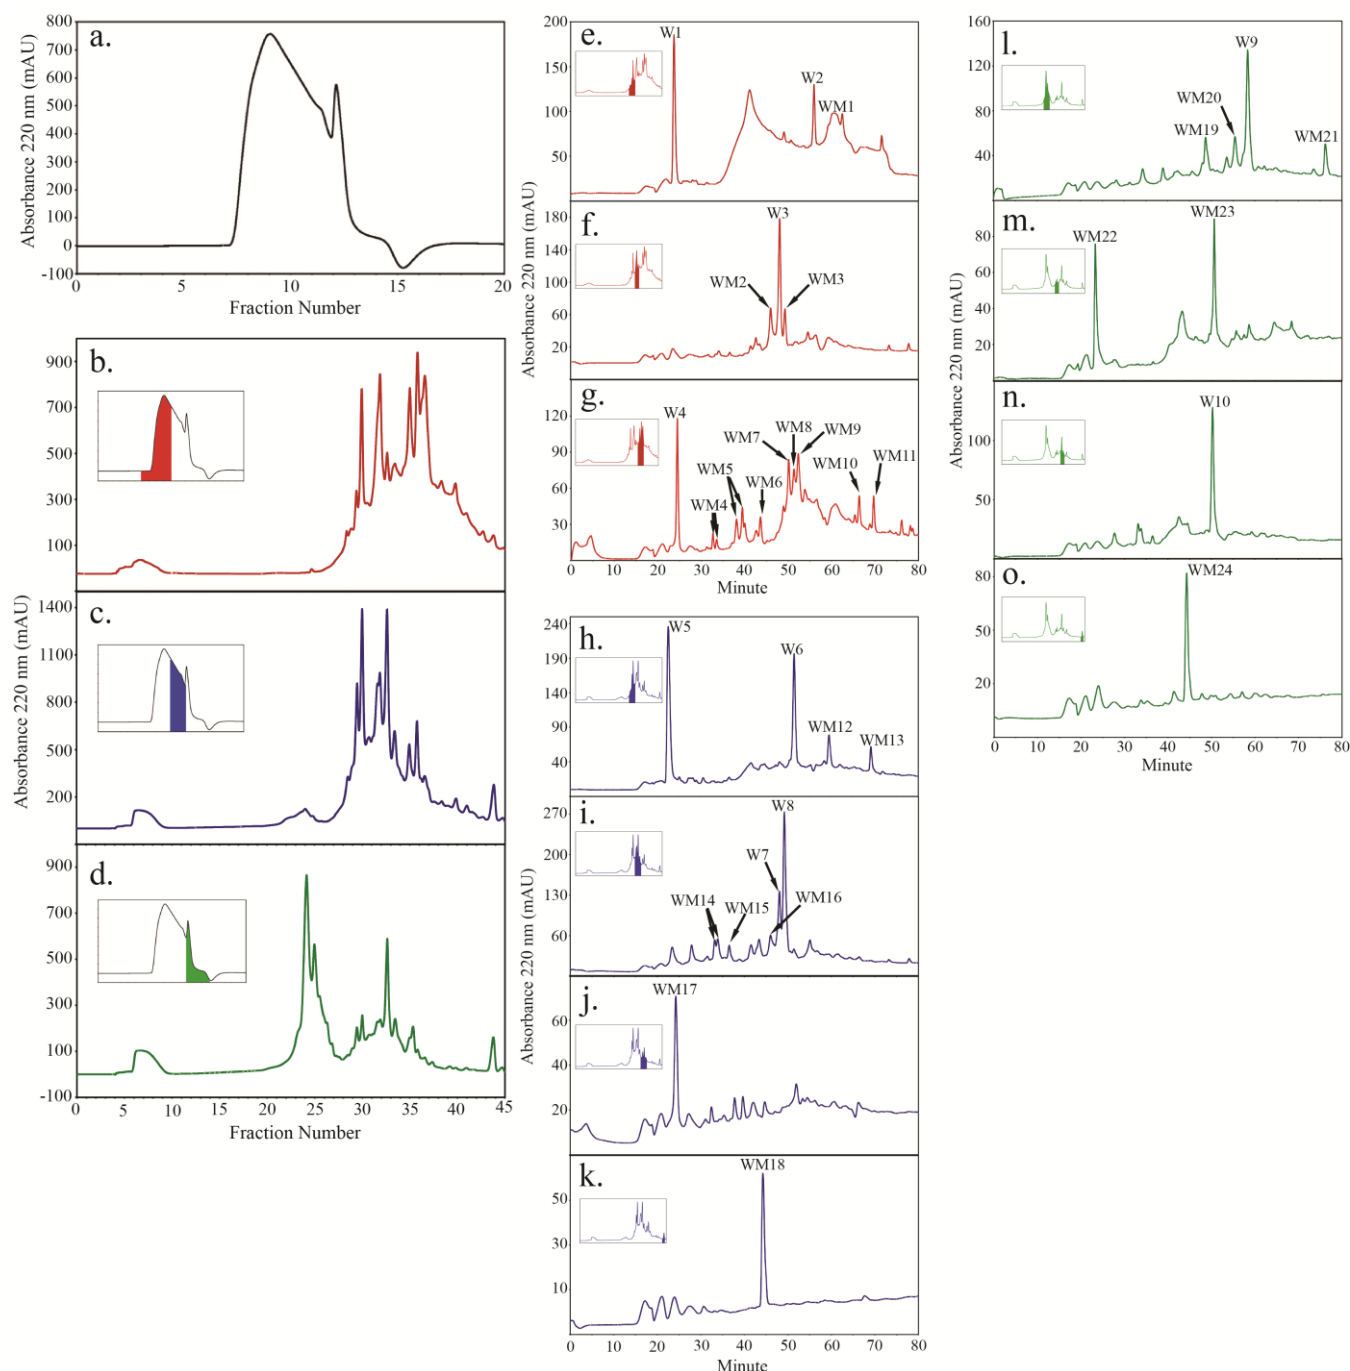 a.
Absorbance 220 nm (mAU)
800
700
600
500
400
300
200
100
0
-100
0 5 10 15 20
Fraction Number
b.
900
700
500
300
100
c.
Absorbance 220 nm (mAU)
1400
1100
800
500
200
d.
900
700
500
300
100
-100
0 5 10 15 20 25 30 35 40 45
Fraction Number
e.
200
150
100
50
W1
W2
WM1
Absorbance 220 nm (mAU)
f.
180
140
100
60
20
W3
WM2
WM3
g.
120
90
60
30
W4
WM4
WM5
WM6
WM7
WM8
WM9
WM10
WM11
0 10 20 30 40 50 60 70 80
Minute
h.
240
190
140
90
40
W5
W6
WM12
WM13
i.
270
200
130
60
W8
W7
WM14
WM15
WM16
Absorbance 220 nm (mAU)
j.
60
40
20
WM17
k.
50
30
10
WM18
0 10 20 30 40 50 60 70 80
Minute
l.
160
120
80
40
W9
WM20
WM19
WM21
m.
80
60
40
20
WM22
WM23
Absorbance 220 nm (mAU)
n.
100
50
W10
o.
80
50
20
WM24
0 10 20 30 40 50 60 70 80
Minute